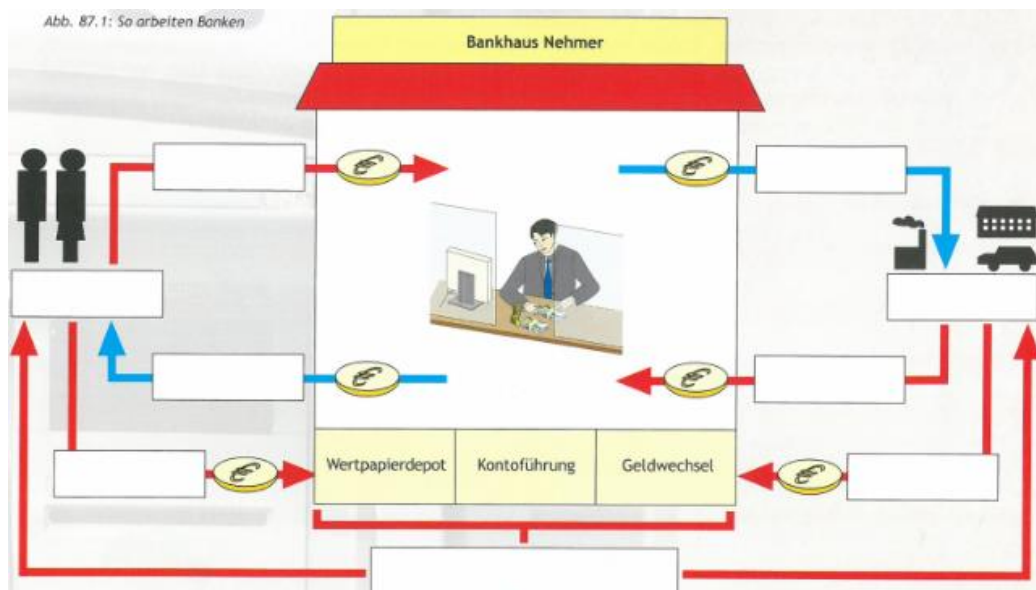 Abb. 87.1: So arbeiten Banken
Bankhaus Nehmer
€
€
€
€
Wertpapierdepot
Kontoführung
Geldwechsel
€
€